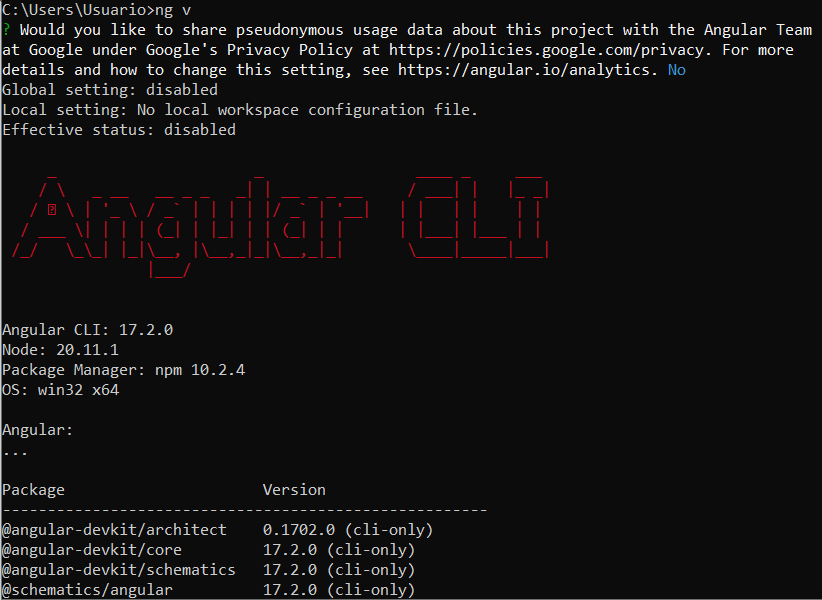 C:\Users\Usuario>ng v
? Would you like to share pseudonymous usage data about this project with the Angular Team
at Google under Google's Privacy Policy at https://policies.google.com/privacy. For more
details and how to change this setting, see https://angular.io/analytics. No
Global setting: disabled
Local setting: No local workspace configuration file.
Effective status: disabled
Angular CLI
Angular CLI: 17.2.0
Node: 20.11.1
Package Manager: npm 10.2.4
OS: win32 x64
Angular:
...
Package Version
------------------------------------------------------
@angular-devkit/architect 0.1702.0 (cli-only)
@angular-devkit/core 17.2.0 (cli-only)
@angular-devkit/schematics 17.2.0 (cli-only)
@schematics/angular 17.2.0 (cli-only)